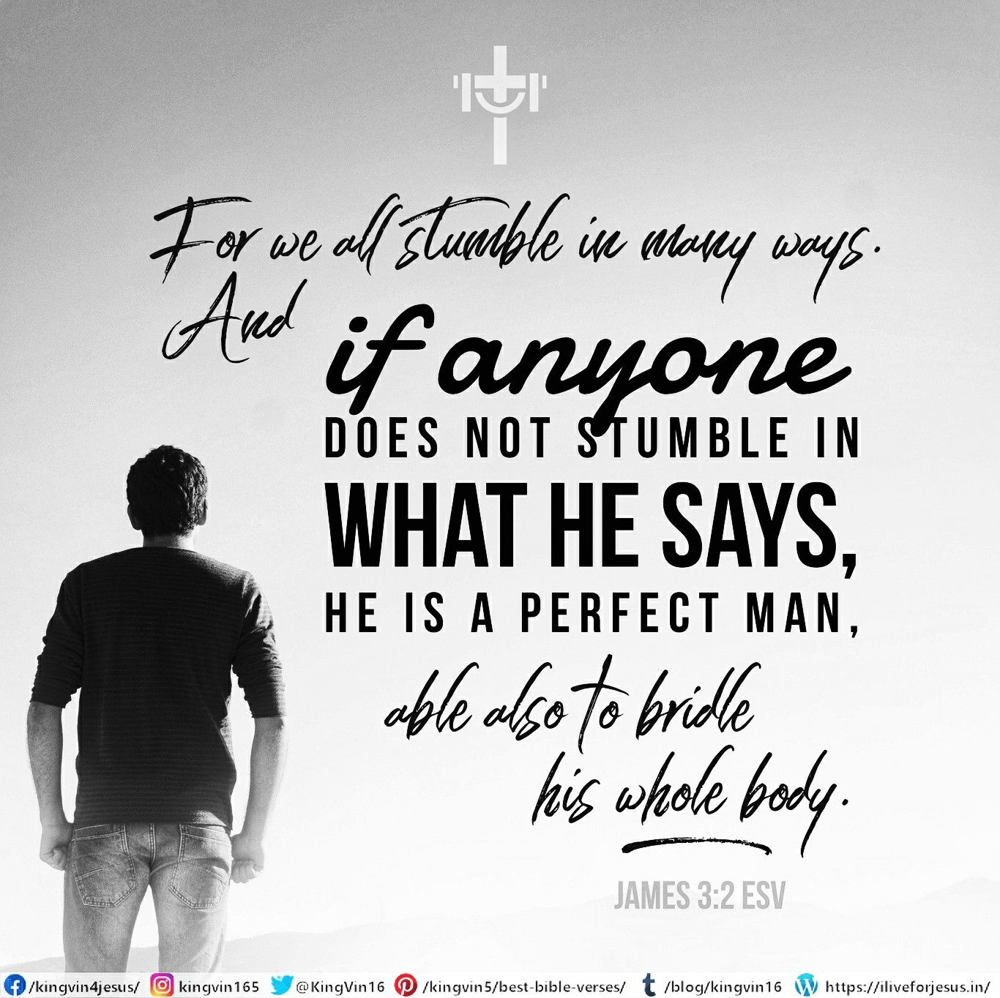 For we all stumble in many ways.
And if anyone
DOES NOT STUMBLE IN
WHAT HE SAYS,
HE IS A PERFECT MAN,
able also to bridle
his whole body.
JAMES 3:2 ESV
/kingvin4jesus/ kingvin165 @KingVin16 /kingvin5/best-bible-verses/ /blog/kingvin16 https://iliveforjesus.in/